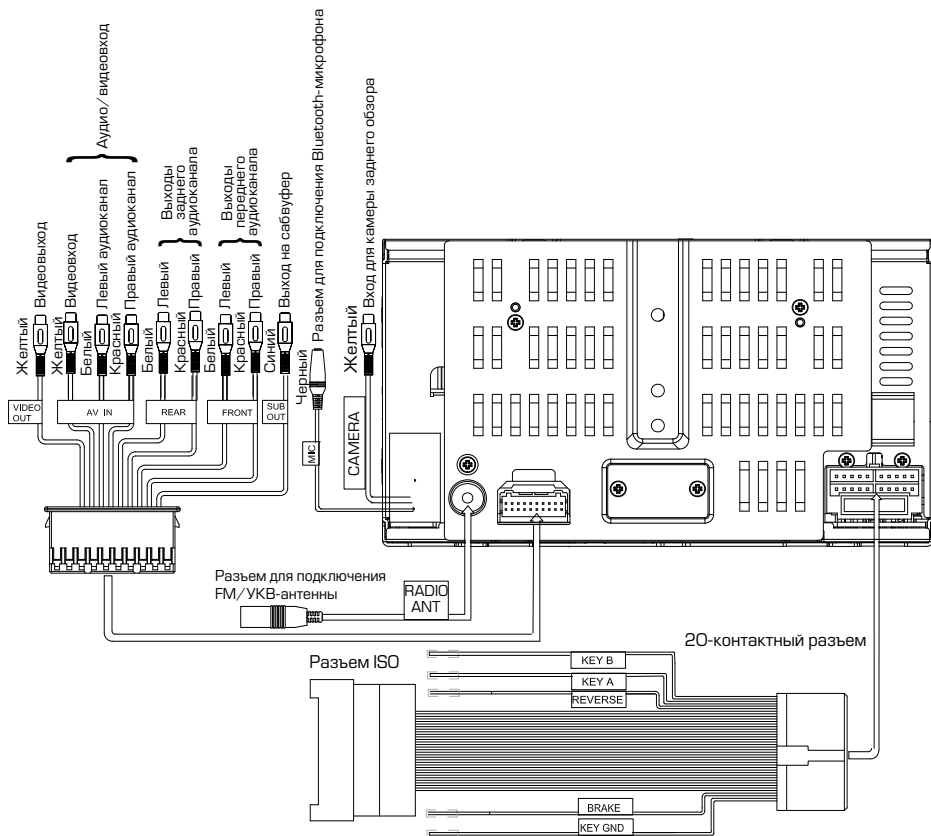 Аудио/видеовход
Выходы
заднего
аудиоканала
Выходы
переднего
аудиоканала
Желтый
Видеовыход
Желтый
Видеовход
Белый
Левый аудиоканал
Красный
Правый аудиоканал
Белый
Левый
Красный
Правый
Белый
Левый
Красный
Правый
Синий
Выход на сабвуфер
Черный
Разъем для подключения Bluetooth-микрофона
Желтый
Вход для камеры заднего обзора
VIDEO
OUT
AV IN
REAR
FRONT
SUB
OUT
MIC
CAMERA
Разъем для подключения
FM/УКВ-антенны
RADIO
ANT
20-контактный разъем
Разъем ISO
KEY B
KEY A
REVERSE
BRAKE
KEY GND